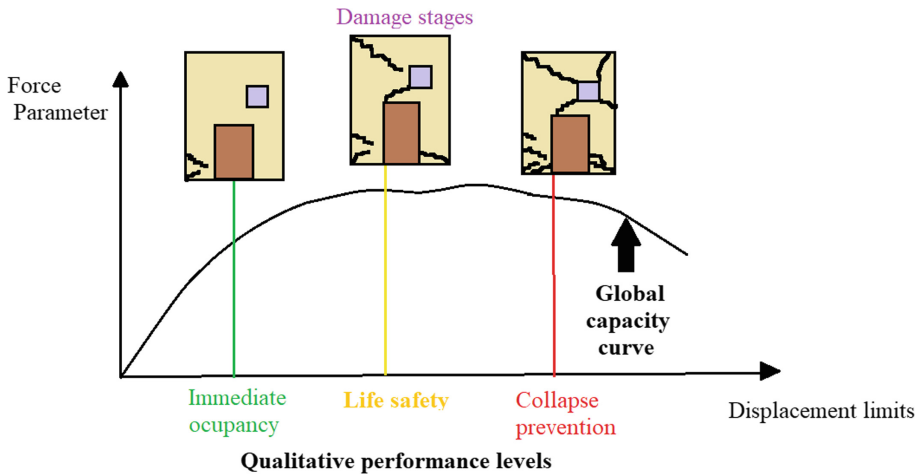 Damage stages
Force
Parameter
Global
capacity
curve
Immediate
ocupancy
Life safety
Collapse
prevention
Displacement limits
Qualitative performance levels